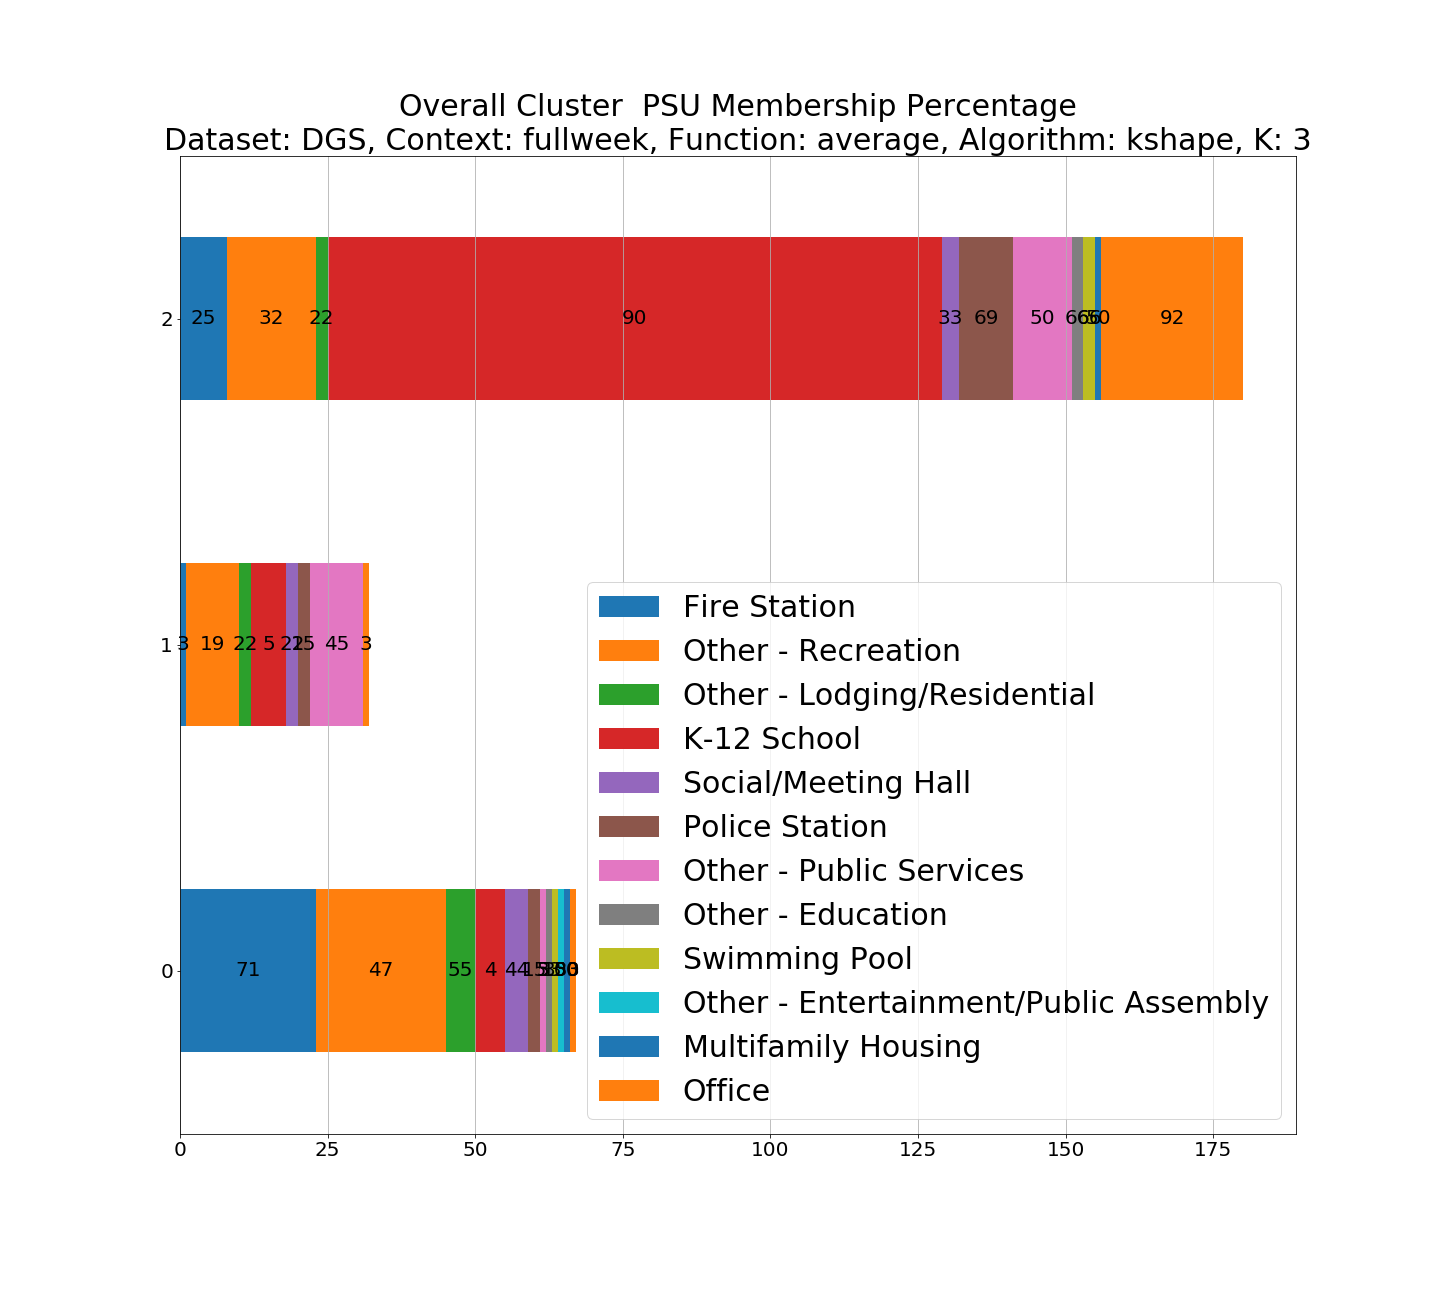 Overall Cluster  PSU Membership Percentage
Dataset: DGS, Context: fullweek, Function: average, Algorithm: kshape, K: 3
2
25 32 22 90 33 69 50 92
1
3 19 22 5 45 3
0
71 47 55 4 44
Fire Station
Other - Recreation
Other - Lodging/Residential
K-12 School
Social/Meeting Hall
Police Station
Other - Public Services
Other - Education
Swimming Pool
Other - Entertainment/Public Assembly
Multifamily Housing
Office
0 25 50 75 100 125 150 175